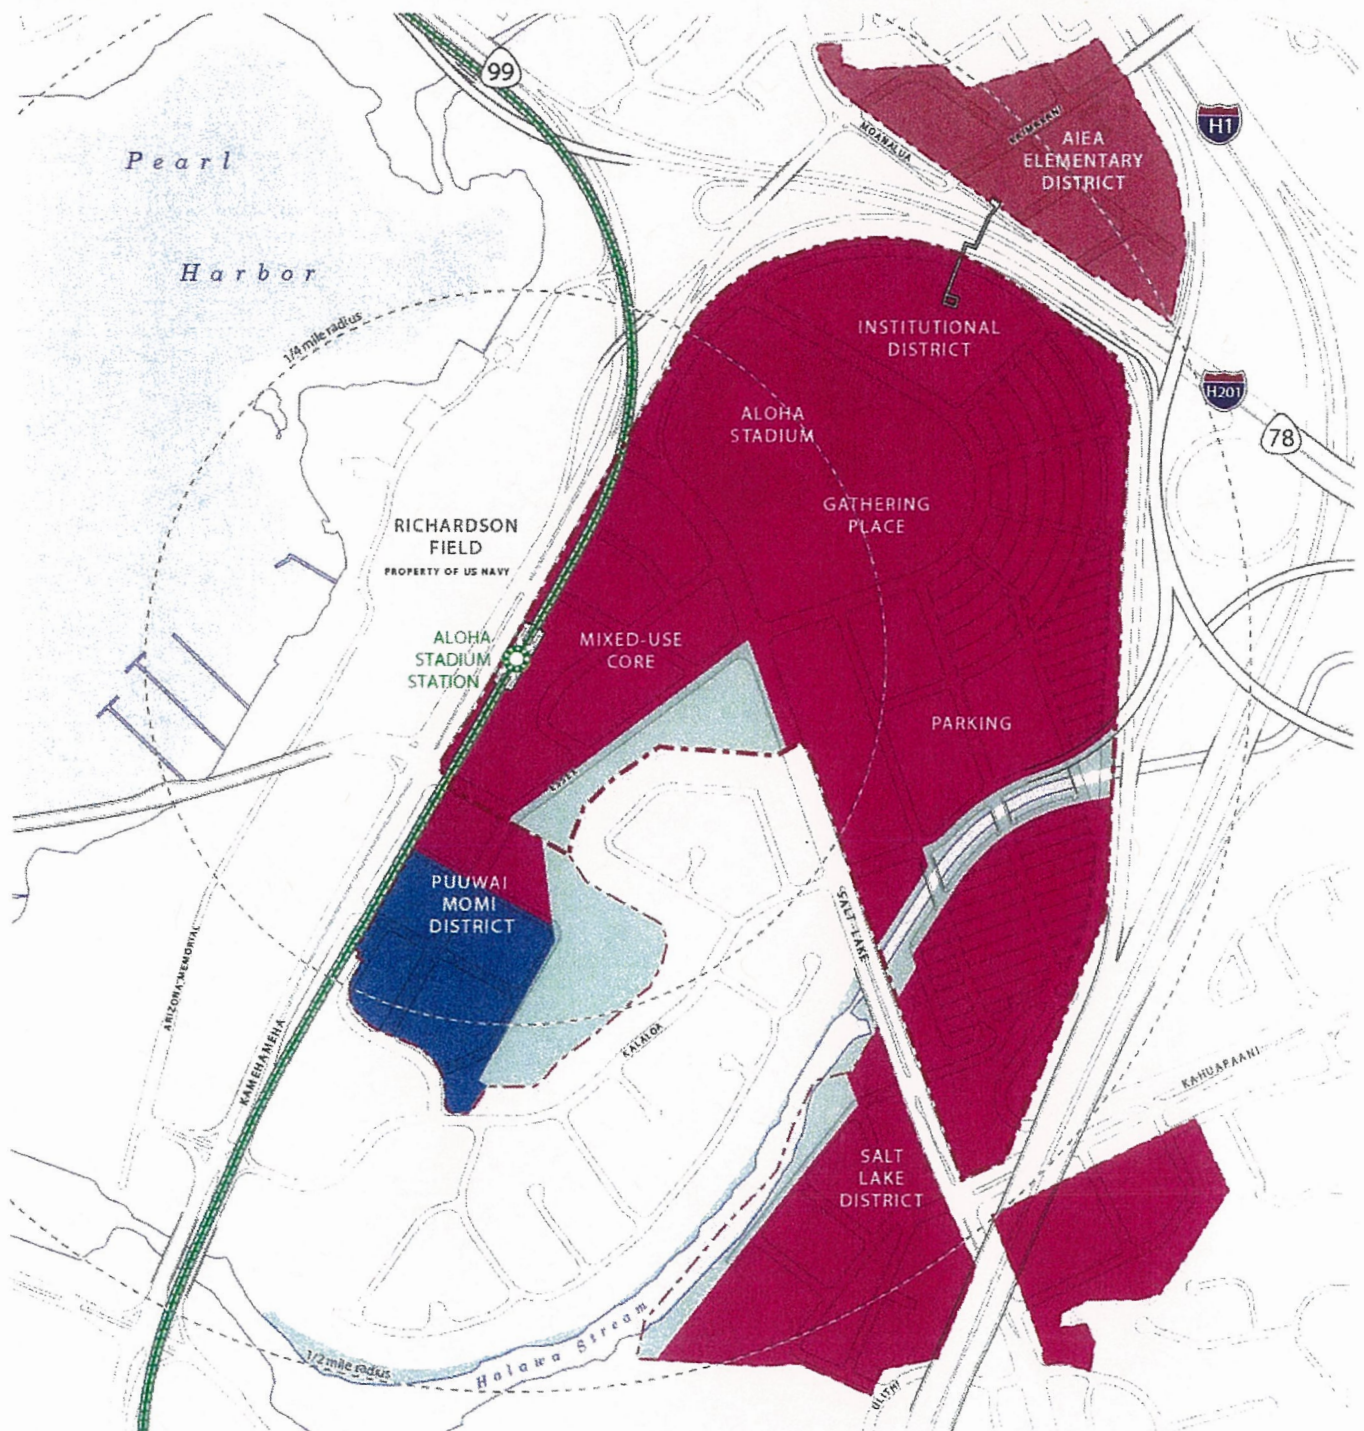 99
H1
MOANALUA
KAIMAKANI
AIEA
ELEMENTARY
DISTRICT
Pearl
Harbor
1/4 mile radius
INSTITUTIONAL
DISTRICT
H201
78
ALOHA
STADIUM
GATHERING
PLACE
RICHARDSON
FIELD
PROPERTY OF US NAVY
ALOHA
STADIUM
STATION
MIXED-USE
CORE
PARKING
PUUWAI
MOMI
DISTRICT
SALT LAKE
ARIZONA MEMORIAL
KAMEHAMEHA
KALALOA
KAHUAPAANI
SALT
LAKE
DISTRICT
Halawa Stream
1/2 mile radius
ULITHI